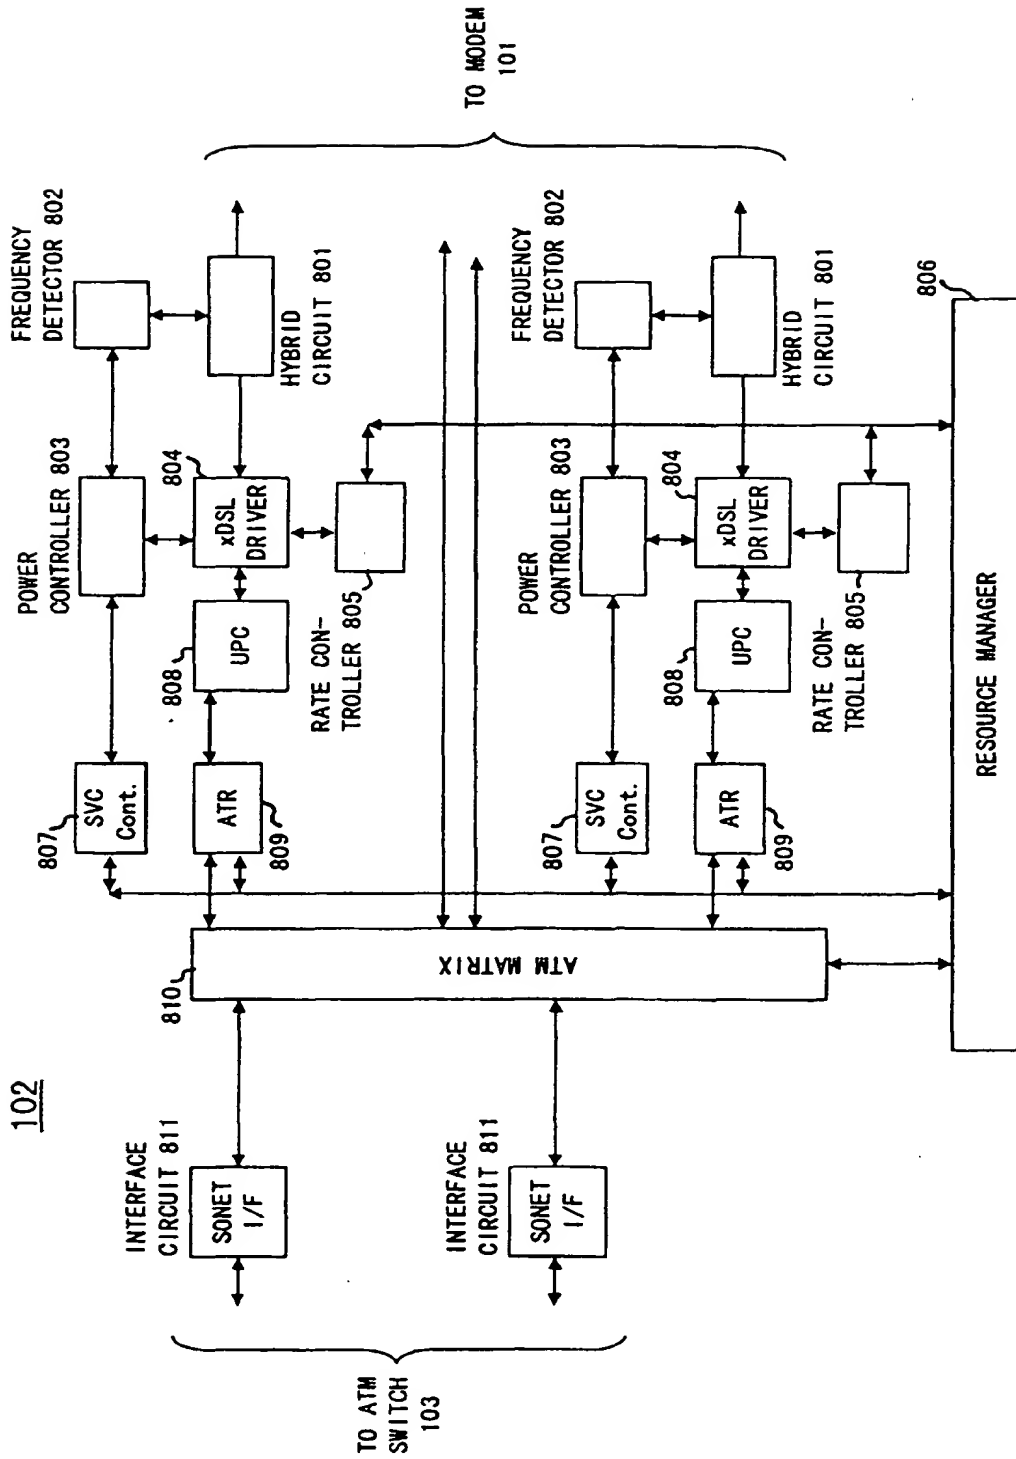 102
TO ATM
SWITCH
103
INTERFACE
CIRCUIT 811
SONET
I/F
INTERFACE
CIRCUIT 811
SONET
I/F
810
ATM MATRIX
807
SVC
Cont.
ATR
809
808
UPC
POWER
CONTROLLER 803
804
xDSL
DRIVER
RATE CON-
TROLLER 805
FREQUENCY
DETECTOR 802
HYBRID
CIRCUIT 801
807
SVC
Cont.
ATR
809
808
UPC
POWER
CONTROLLER 803
804
xDSL
DRIVER
RATE CON-
TROLLER 805
FREQUENCY
DETECTOR 802
HYBRID
CIRCUIT 801
TO MODEM
101
806
RESOURCE MANAGER